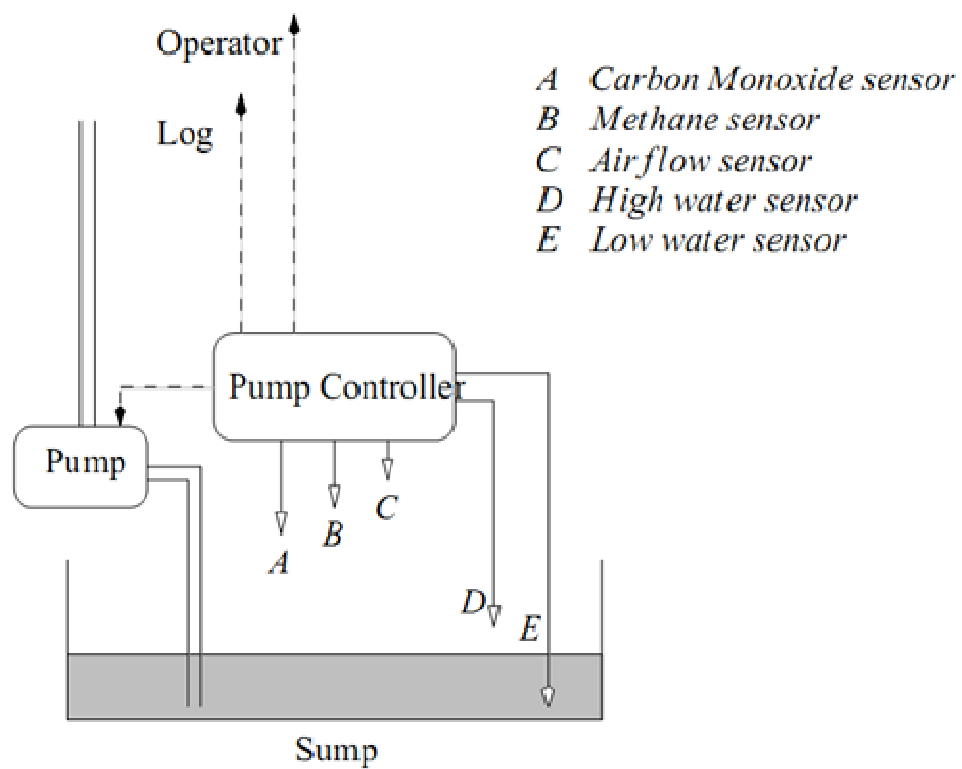 Operator
Log
A Carbon Monoxide sensor
B Methane sensor
C Air flow sensor
D High water sensor
E Low water sensor
Pump Controller
Pump
A
B
C
D
E
Sump